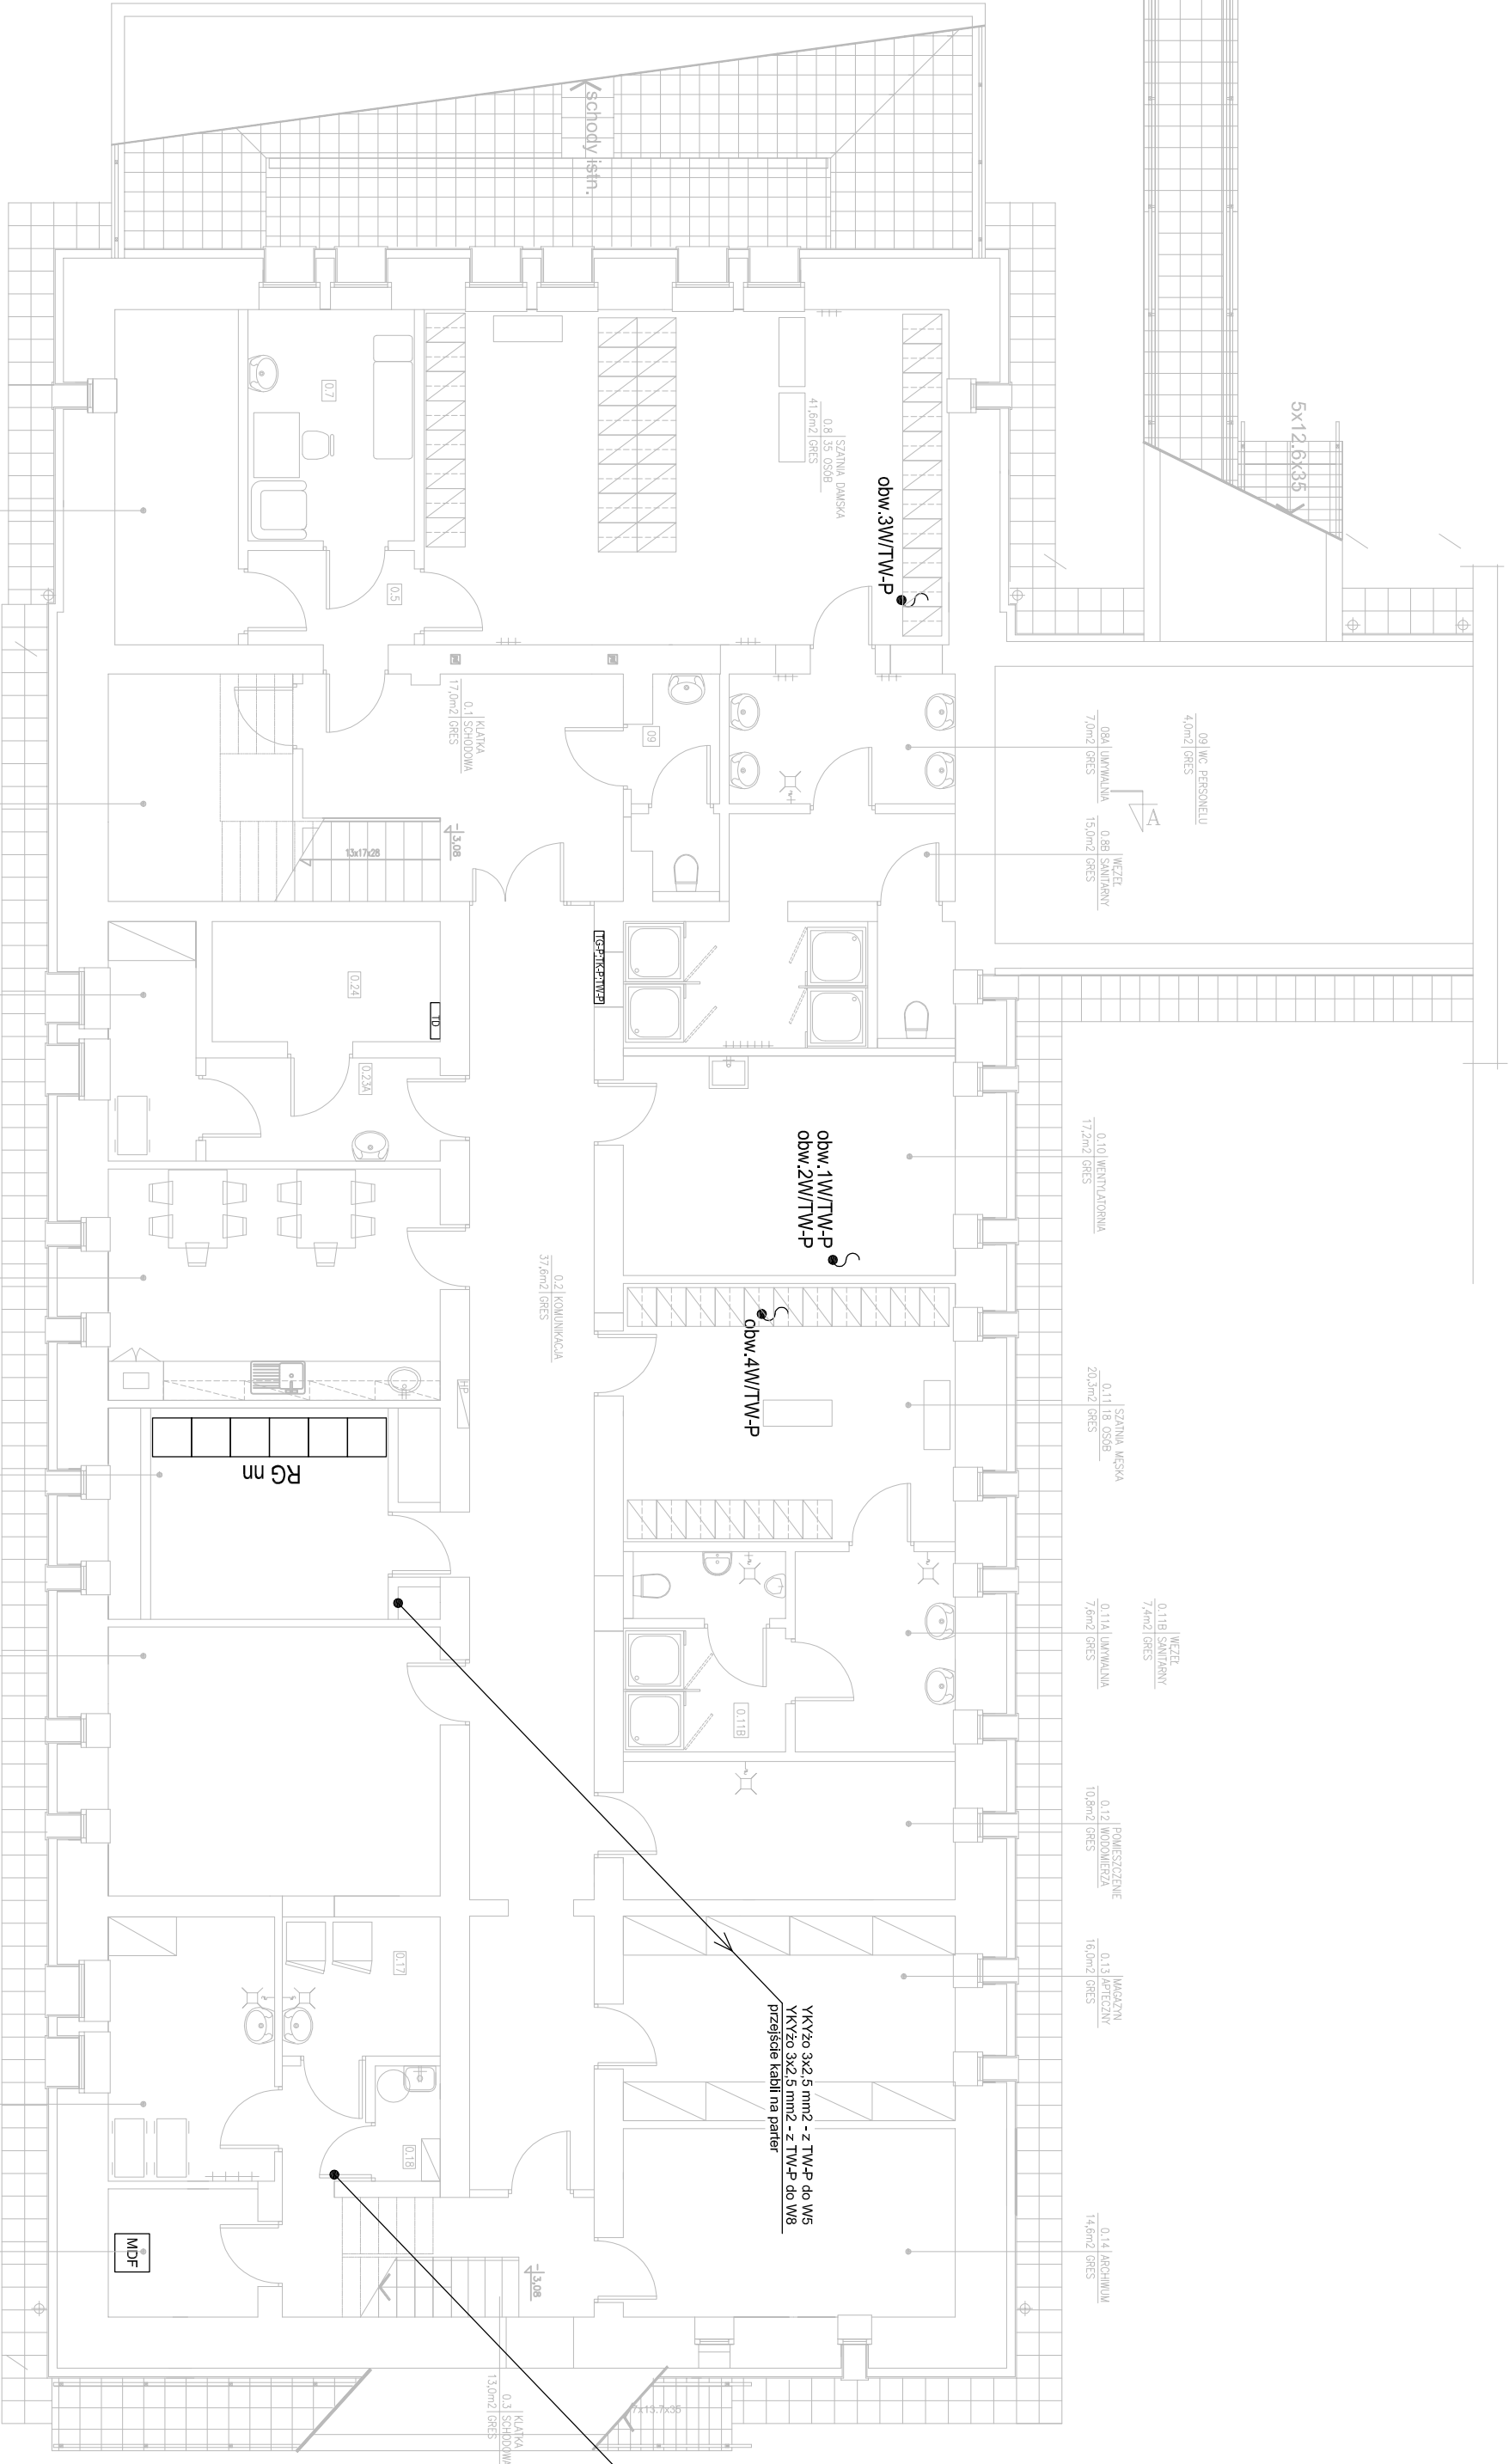 schody istn.
5x12.6x35
0.7
0.5
SZATNIA DAMSKA
0.8 35 OSÓB
41,6m2 GRES
obw.3W/TW-P
KLATKA
0.1 SCHODOWA
17,0m2 GRES
09
09 WC PERSONELU
4,0m2 GRES
08A UMYWALNIA
7,0m2 GRES
WĘZEŁ
0.8B SANITARNY
15,0m2 GRES
A
-3,08
13x17x28
TG-P;TK-P;TW-P
0.24
TD
0.23A
obw.1W/TW-P
obw.2W/TW-P
0.10 WENTYLATORNIA
17,2m2 GRES
0.2 KOMUNIKACJA
37,6m2 GRES
obw.4W/TW-P
SZATNIA MĘSKA
0.11 18 OSÓB
20,3m2 GRES
HP
RG nn
WĘZEŁ
0.11B SANITARNY
7,4m2 GRES
0.11A UMYWALNIA
7,6m2 GRES
0.11B
POMIESZCZENIE
0.12 WODOMIERZA
10,8m2 GRES
MAGAZYN
0.13 APTECZNY
16,0m2 GRES
0.17
YKYżo 3x2,5 mm2 - z TW-P do W5
YKYżo 3x2,5 mm2 - z TW-P do W8
przejście kabli na parter
0.18
0.14 ARCHIWUM
14,6m2 GRES
MDF
-3,08
KLATKA
0.3 SCHODOWA
13,0m2 GRES
7x13.7x35